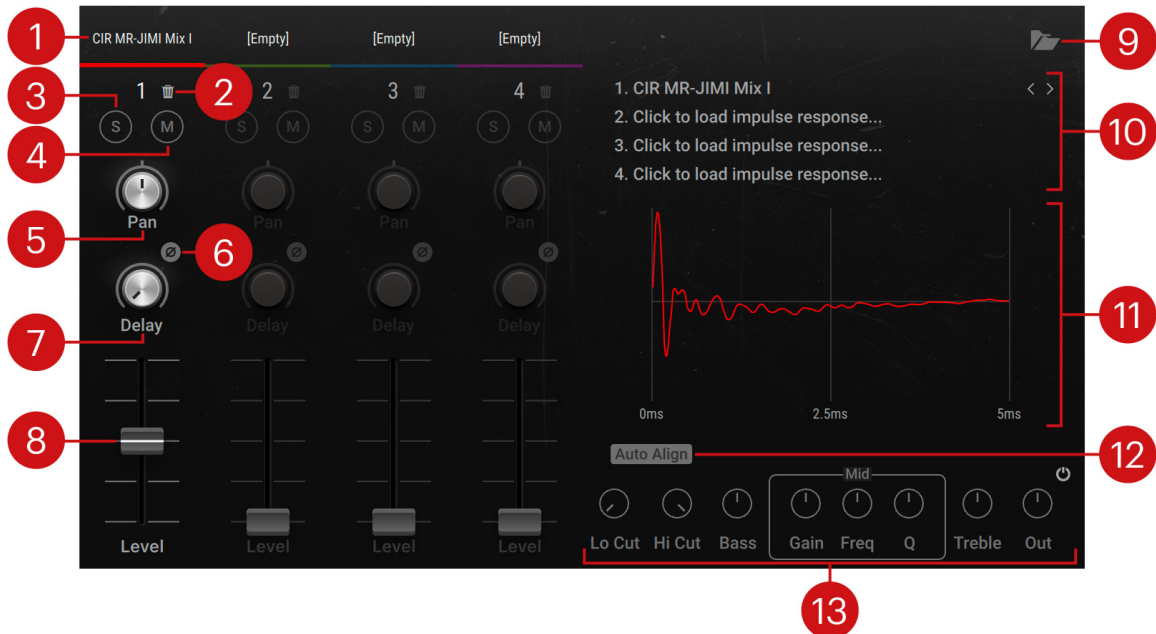 1 CIR MR-JIMI Mix I [Empty] [Empty] [Empty] 9
3 1 2 2 3 4
S M S M S M S M
4
1. CIR MR-JIMI Mix I < >
2. Click to load impulse response...
3. Click to load impulse response...
4. Click to load impulse response...
10
Pan Pan Pan Pan
5
Ø 6 Ø Ø Ø
Delay Delay Delay Delay
7
11
0ms 2.5ms 5ms
8
Auto Align 12
Mid
Level Level Level Level
Lo Cut Hi Cut Bass Gain Freq Q Treble Out
13